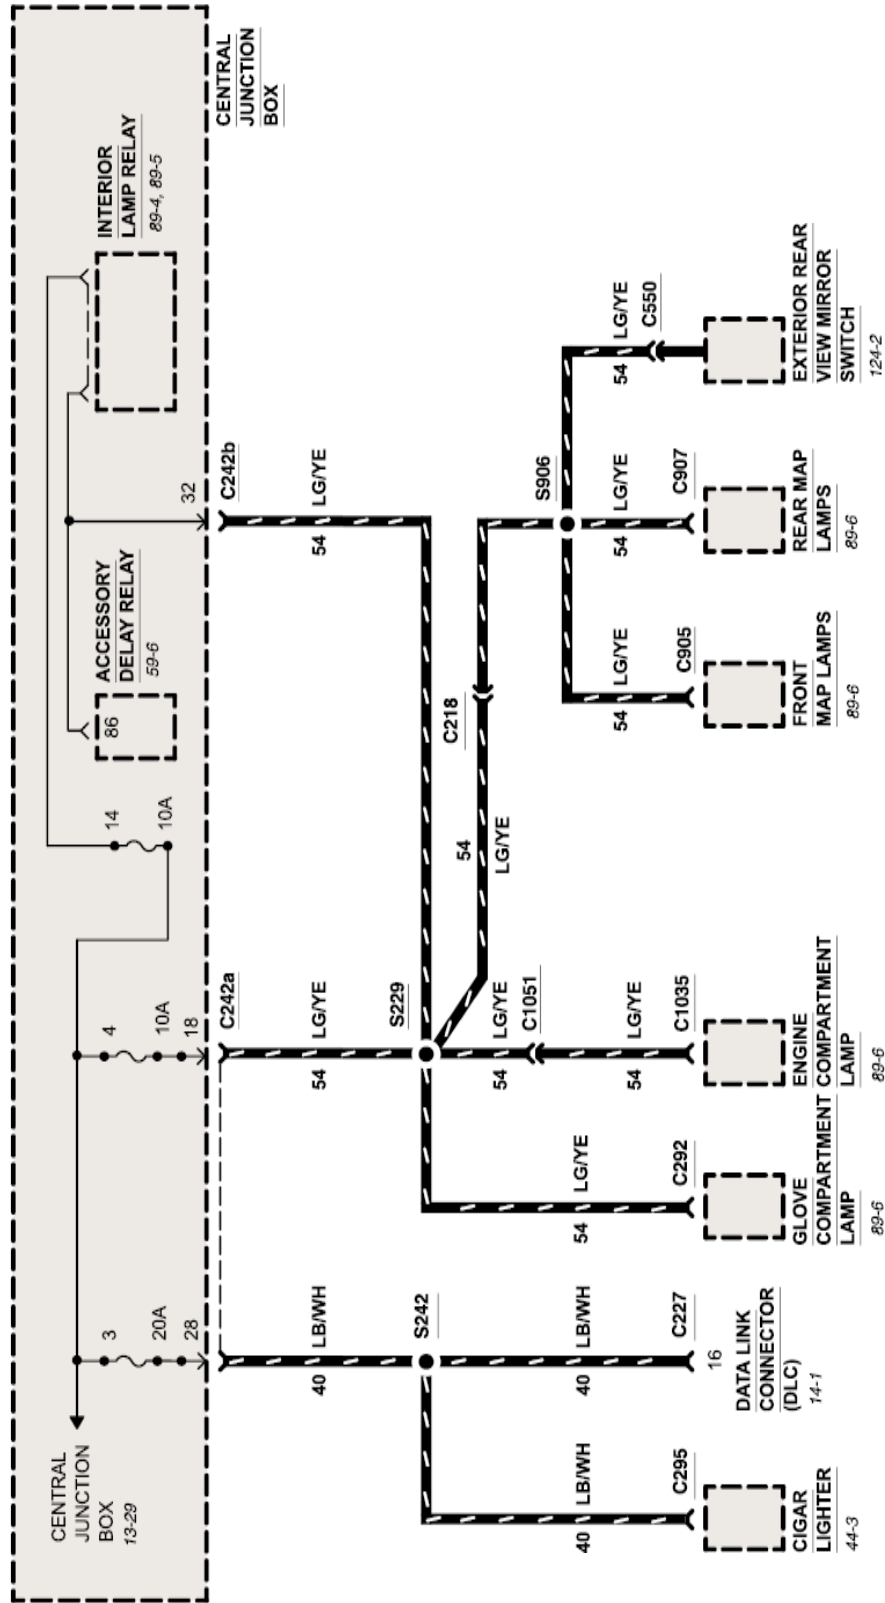 CENTRAL
JUNCTION
BOX
13-29
3
20A
28
4
10A
18
14
10A
86
ACCESSORY
DELAY RELAY
59-6
32
INTERIOR
LAMP RELAY
89-4, 89-5
CENTRAL
JUNCTION
BOX
C242a
C242b
40
LB/WH
54
LG/YE
54
LG/YE
S242
S229
54
LG/YE
C218
S906
40
LB/WH
C295
40
LB/WH
C227
16
54
LG/YE
C292
54
LG/YE
C1051
54
LG/YE
C1035
54
LG/YE
C905
54
LG/YE
C907
54
LG/YE
C550
CIGAR
LIGHTER
44-3
DATA LINK
CONNECTOR
(DLC)
14-1
GLOVE
COMPARTMENT
LAMP
89-6
ENGINE
COMPARTMENT
LAMP
89-6
FRONT
MAP LAMPS
89-6
REAR MAP
LAMPS
89-6
EXTERIOR REAR
VIEW MIRROR
SWITCH
124-2